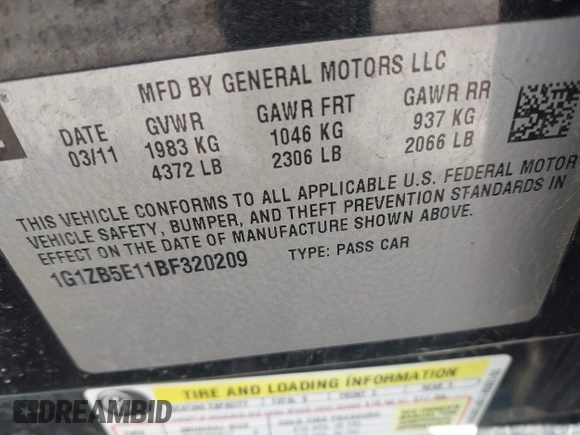 MFD BY GENERAL MOTORS LLC
DATE GVWR GAWR FRT GAWR RR
03/11 1983 KG 1046 KG 937 KG
4372 LB 2306 LB 2066 LB
THIS VEHICLE CONFORMS TO ALL APPLICABLE U.S. FEDERAL MOTOR
VEHICLE SAFETY, BUMPER, AND THEFT PREVENTION STANDARDS IN
EFFECT ON THE DATE OF MANUFACTURE SHOWN ABOVE.
1G1ZB5E11BF320209 TYPE: PASS CAR
TIRE AND LOADING INFORMATION
DREAMBID